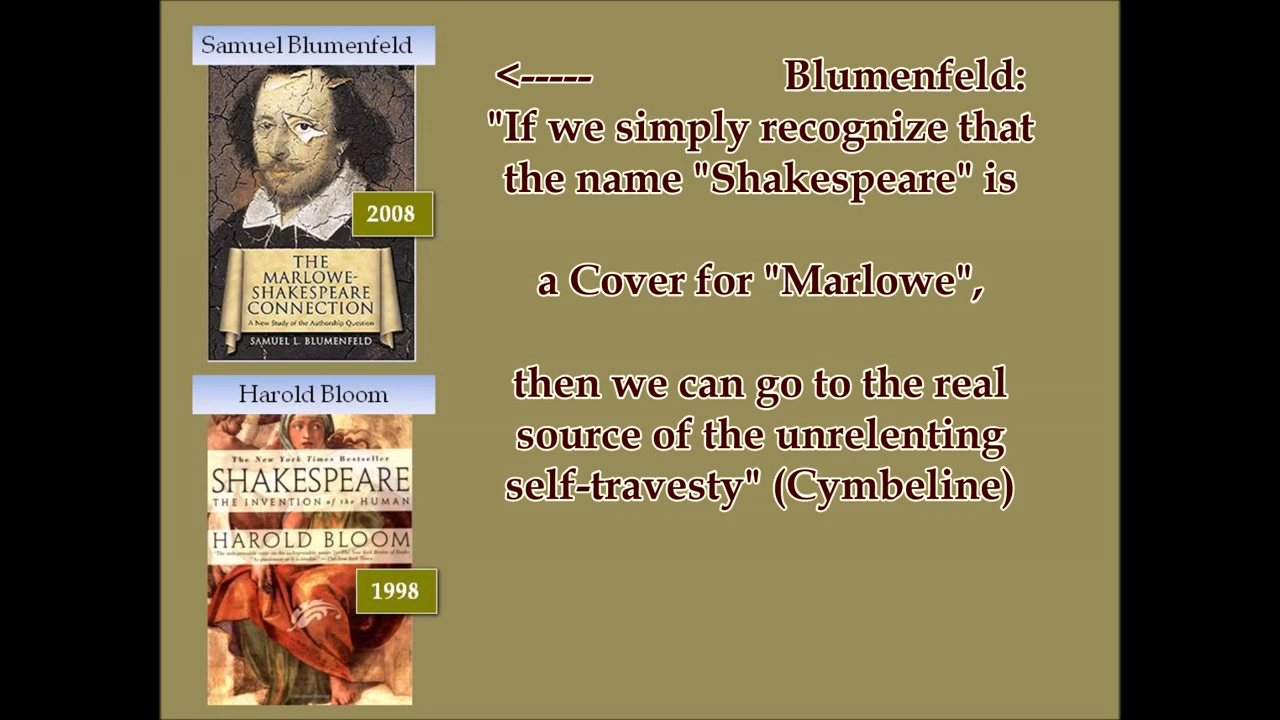 Samuel Blumenfeld
2008
THE
MARLOWE-
SHAKESPEARE
CONNECTION
A New Study of the Authorship Question
SAMUEL L. BLUMENFELD
Harold Bloom
The New York Times Bestseller
SHAKESPEARE
THE INVENTION of the HUMAN
HAROLD BLOOM
1998
<----- Blumenfeld:
"If we simply recognize that
the name "Shakespeare" is
a Cover for "Marlowe",
then we can go to the real
source of the unrelenting
self-travesty" (Cymbeline)